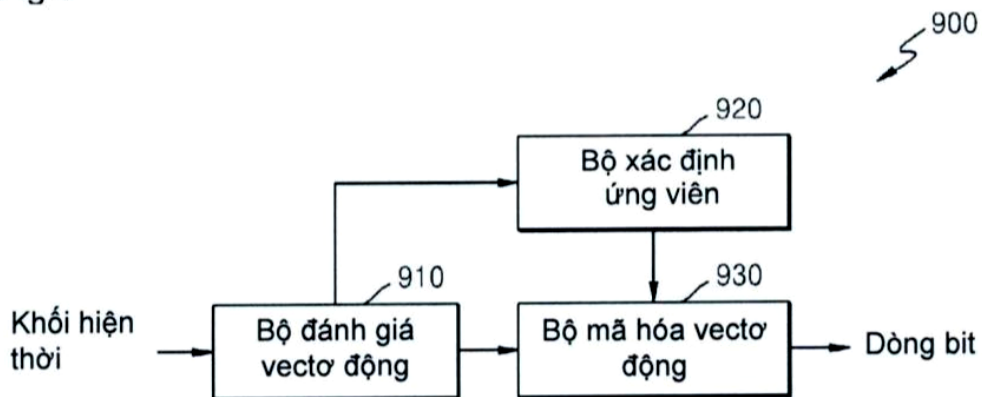 900
920
Bộ xác định
ứng viên
910
930
Khối hiện
thời
Bộ đánh giá
vectơ động
Bộ mã hóa vectơ
động
Dòng bit